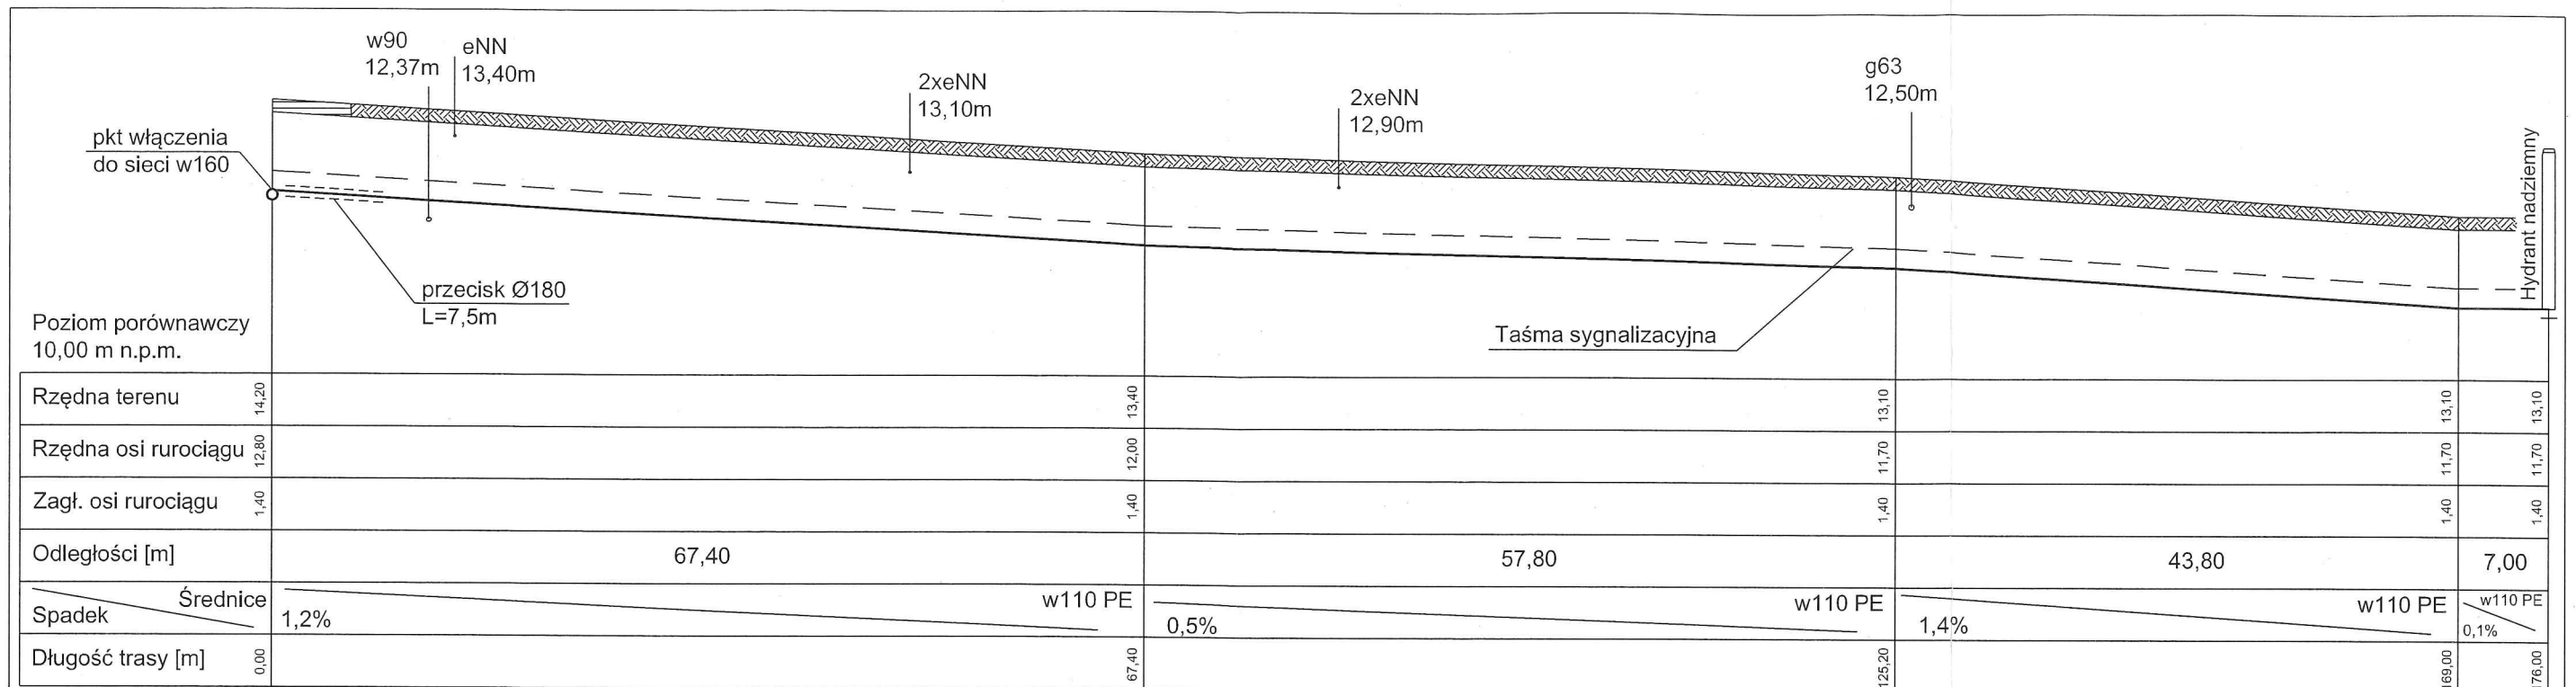 w90
12,37m
eNN
13,40m
2xeNN
13,10m
2xeNN
12,90m
g63
12,50m
pkt włączenia
do sieci w160
przecisk Ø180
L=7,5m
Taśma sygnalizacyjna
Hydrant nadziemny
Poziom porównawczy
10,00 m n.p.m.
Rzędna terenu 14,20 13,40 13,10 13,10 13,10
Rzędna osi rurociągu 12,80 12,00 11,70 11,70 11,70
Zagł. osi rurociągu 1,40 1,40 1,40 1,40 1,40
Odległości [m] 67,40 57,80 43,80 7,00
Średnice w110 PE w110 PE w110 PE w110 PE
Spadek 1,2% 0,5% 1,4% 0,1%
Długość trasy [m] 0,00 67,40 125,20 169,00 176,00